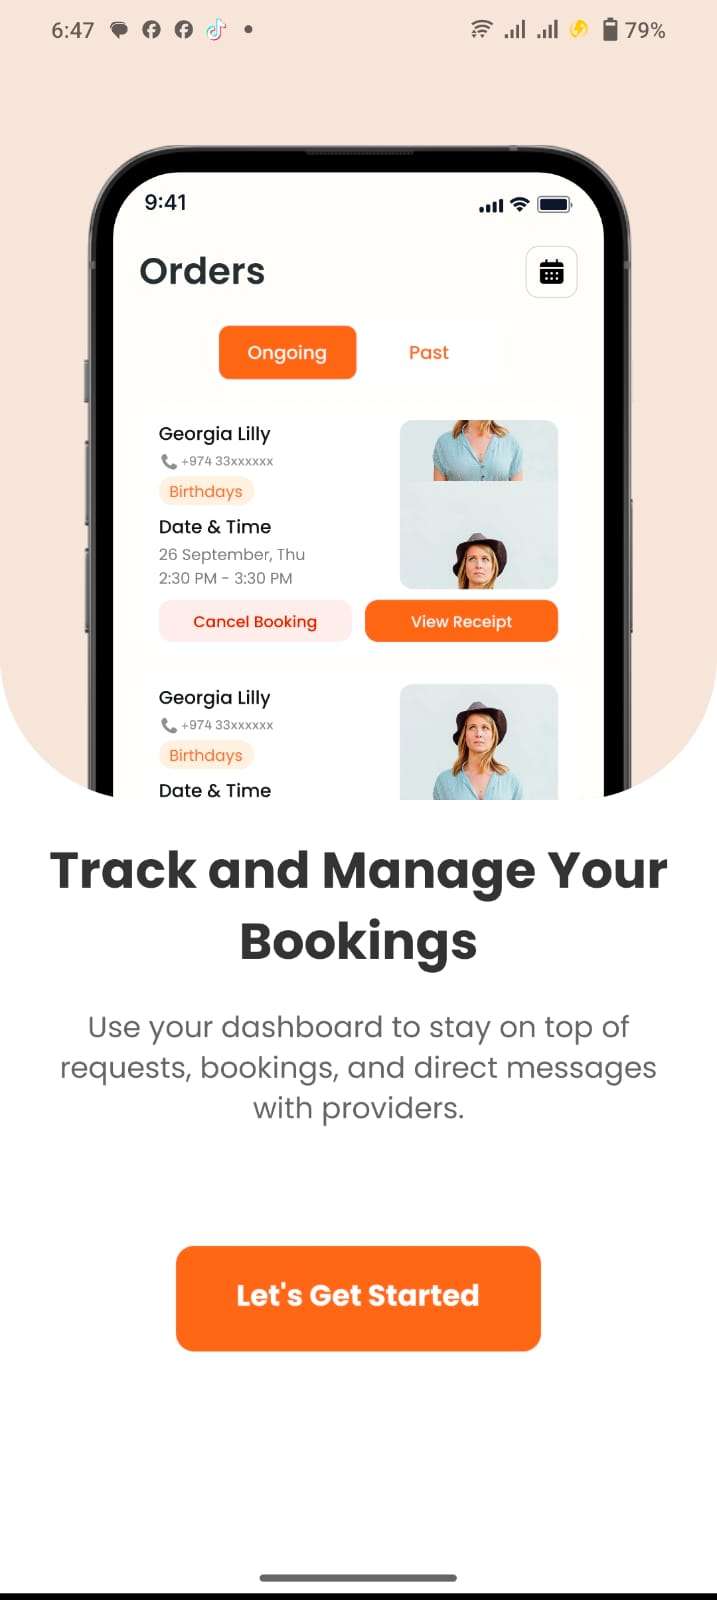 6:47
79%
9:41
Orders
Ongoing Past
Georgia Lilly
+974 33xxxxxx
Birthdays
Date & Time
26 September, Thu
2:30 PM - 3:30 PM
Cancel Booking View Receipt
Georgia Lilly
+974 33xxxxxx
Birthdays
Date & Time
Track and Manage Your
Bookings
Use your dashboard to stay on top of
requests, bookings, and direct messages
with providers.
Let's Get Started